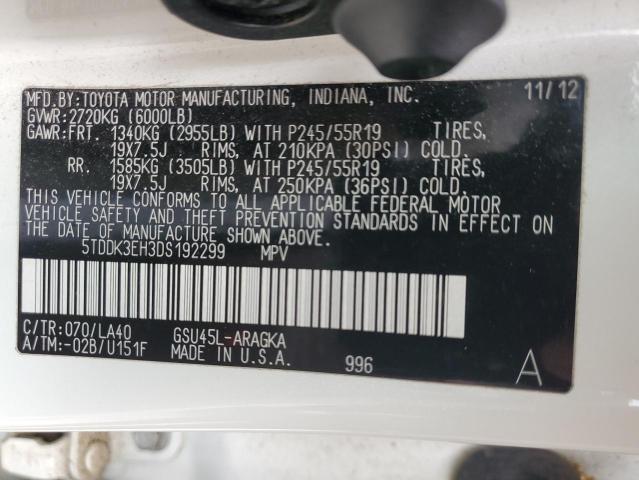 MFD.BY:TOYOTA MOTOR MANUFACTURING, INDIANA, INC. 11/12
GVWR:2720KG (6000LB)
GAWR:FRT. 1340KG (2955LB) WITH P245/55R19 TIRES,
19X7.5J RIMS, AT 210KPA (30PSI) COLD.
RR. 1585KG (3505LB) WITH P245/55R19 TIRES,
19X7.5J RIMS, AT 250KPA (36PSI) COLD.
THIS VEHICLE CONFORMS TO ALL APPLICABLE FEDERAL MOTOR
VEHICLE SAFETY AND THEFT PREVENTION STANDARDS IN EFFECT ON
THE DATE OF MANUFACTURE SHOWN ABOVE.
5TDDK3EH3DS192299 MPV
C/TR:070/LA40 GSU45L-ARAGKA
A/TM:-02B/U151F MADE IN U.S.A. 996 A